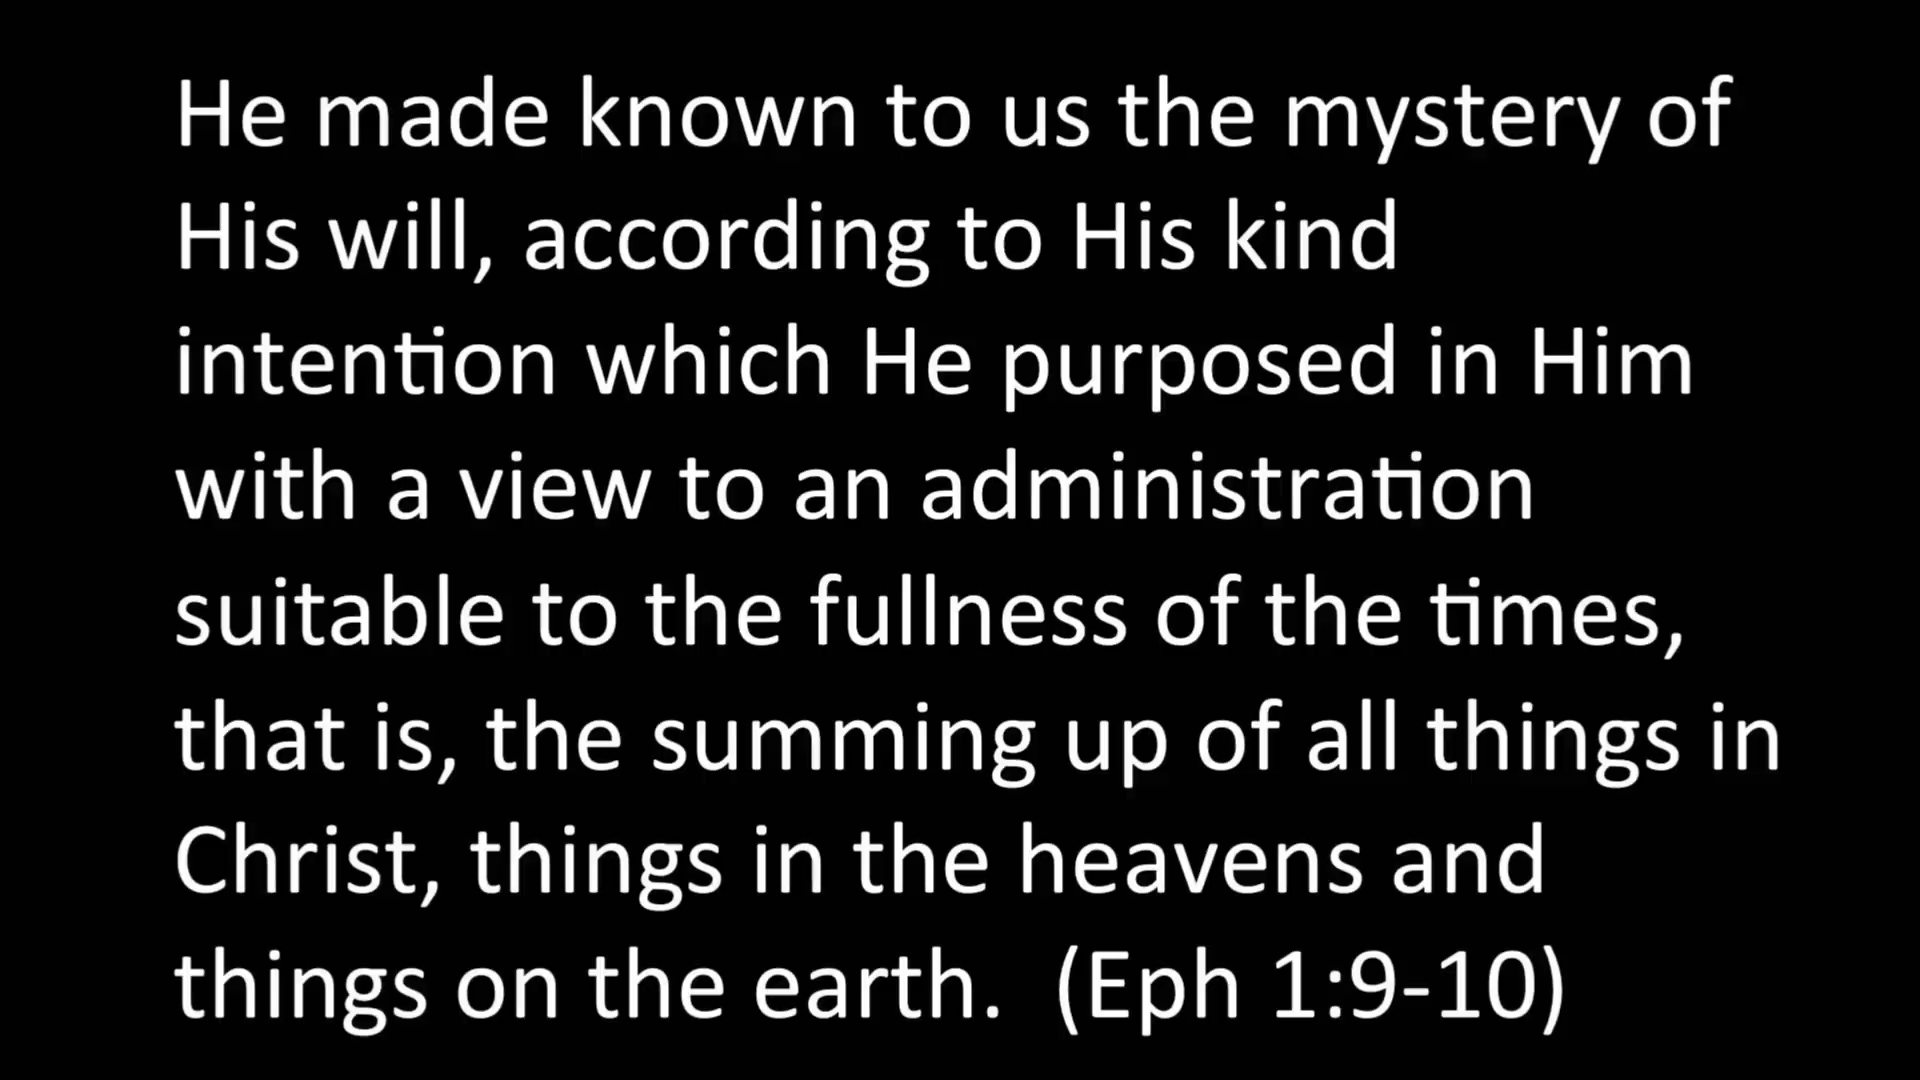 He made known to us the mystery of
His will, according to His kind
intention which He purposed in Him
with a view to an administration
suitable to the fullness of the times,
that is, the summing up of all things in
Christ, things in the heavens and
things on the earth.  (Eph 1:9-10)